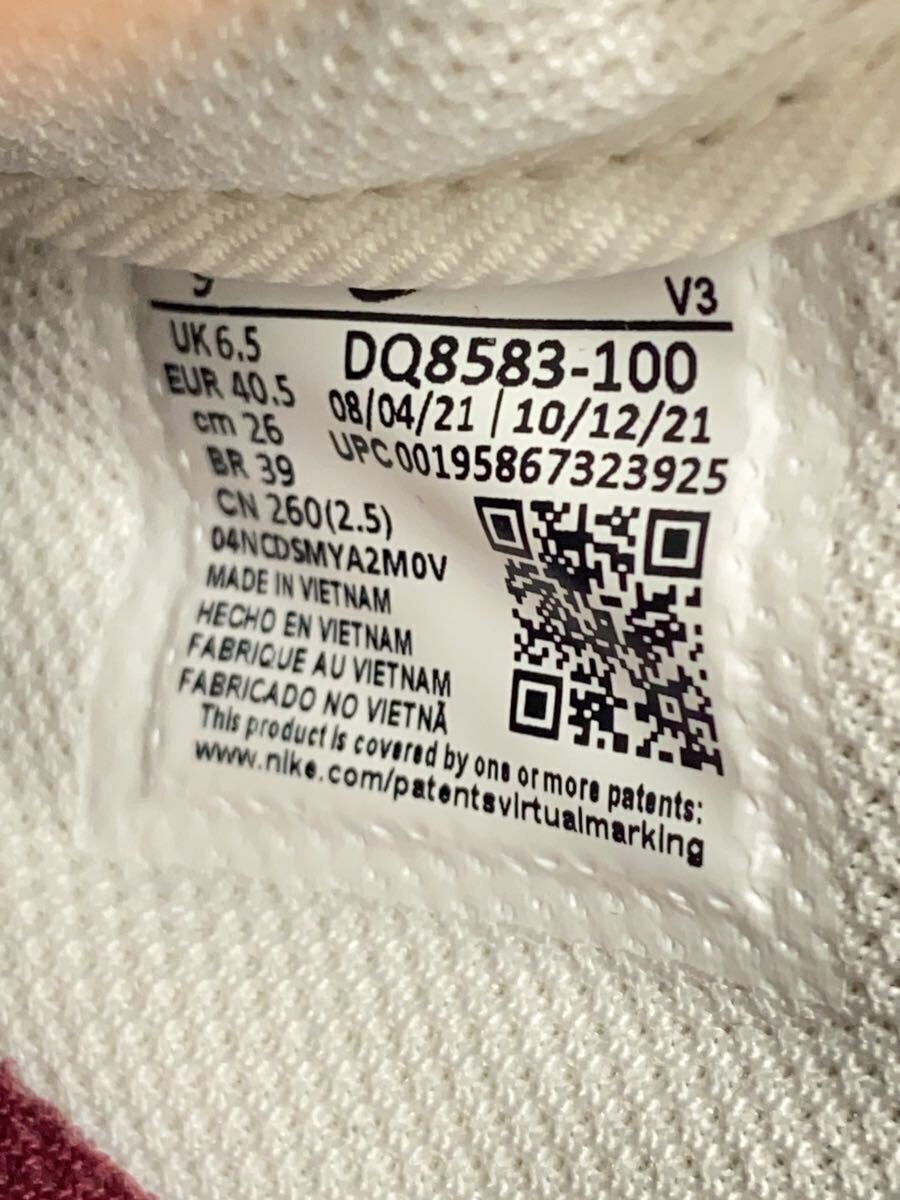 9
V3
UK 6.5
DQ8583-100
EUR 40.5
08/04/21 | 10/12/21
cm 26
UPC00195867323925
BR 39
CN 260(2.5)
04NCDSMYA2M0V
MADE IN VIETNAM
HECHO EN VIETNAM
FABRIQUE AU VIETNAM
FABRICADO NO VIETNÃ
This product is covered by one or more patents:
www.nike.com/patentsvirtualmarking